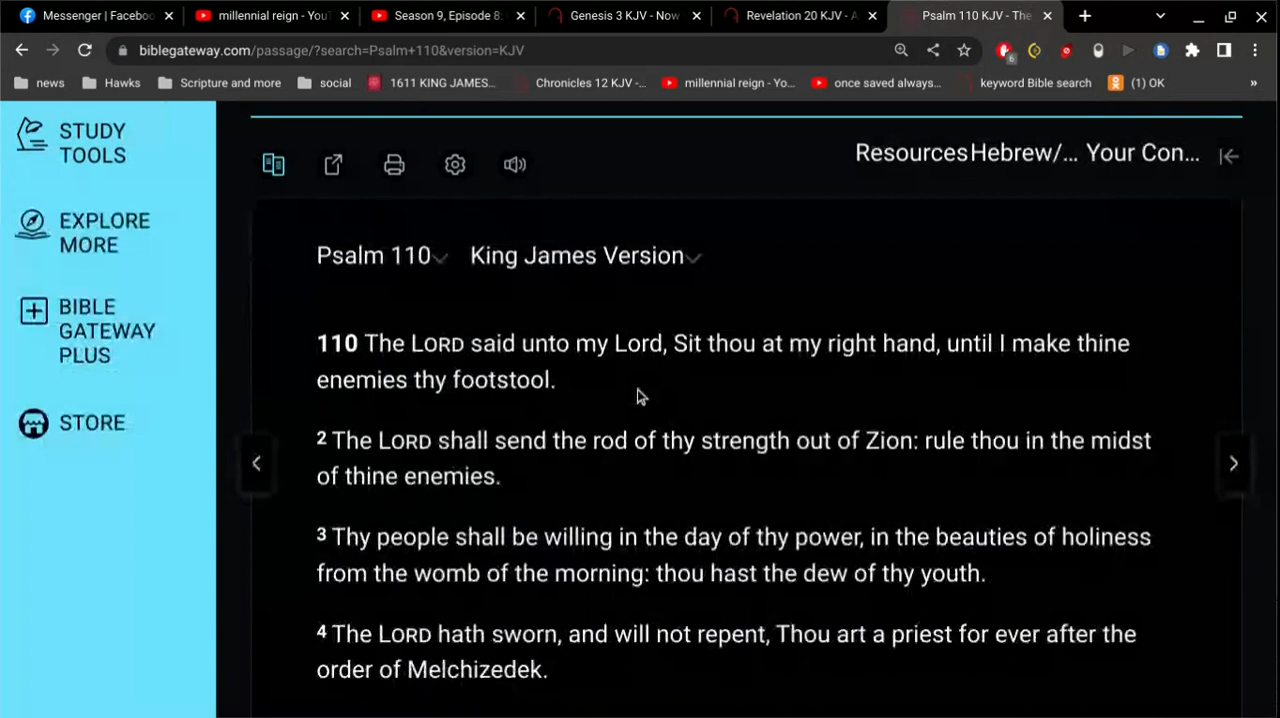 Messenger | Faceboo
millennial reign - YouT
Season 9, Episode 8:
Genesis 3 KJV - Now
Revelation 20 KJV - A
Psalm 110 KJV - The
biblegateway.com/passage/?search=Psalm+110&version=KJV
6
news
Hawks
Scripture and more
social
1611 KING JAMES...
Chronicles 12 KJV -...
millennial reign - Yo...
once saved always...
keyword Bible search
(1) OK
»
STUDY
TOOLS
EXPLORE
MORE
BIBLE
GATEWAY
PLUS
STORE
Resources Hebrew/... Your Con...
Psalm 110 King James Version
110 The LORD said unto my Lord, Sit thou at my right hand, until I make thine
enemies thy footstool.
2 The LORD shall send the rod of thy strength out of Zion: rule thou in the midst
of thine enemies.
3 Thy people shall be willing in the day of thy power, in the beauties of holiness
from the womb of the morning: thou hast the dew of thy youth.
4 The LORD hath sworn, and will not repent, Thou art a priest for ever after the
order of Melchizedek.